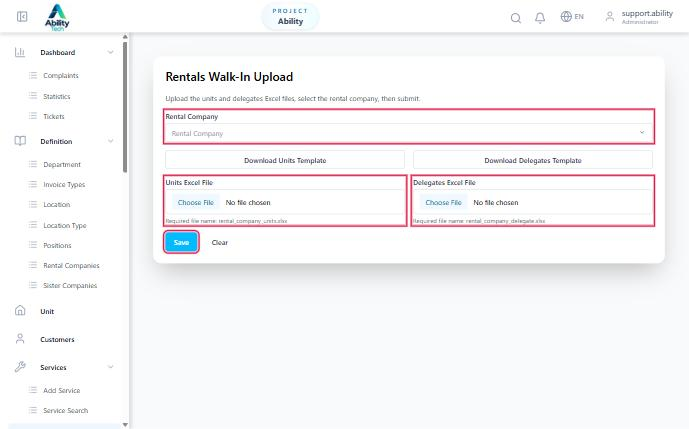 Ability
Tech
PROJECT
Ability
EN
support.ability
Administrator
Dashboard
Complaints
Statistics
Tickets
Definition
Department
Invoice Types
Location
Location Type
Positions
Rental Companies
Sister Companies
Unit
Customers
Services
Add Service
Service Search
Rentals Walk-In Upload
Upload the units and delegates Excel files, select the rental company, then submit.
Rental Company
Rental Company
Download Units Template
Download Delegates Template
Units Excel File
Choose File No file chosen
Required file name: rental_company_units.xlsx
Delegates Excel File
Choose File No file chosen
Required file name: rental_company_delegate.xlsx
Save
Clear